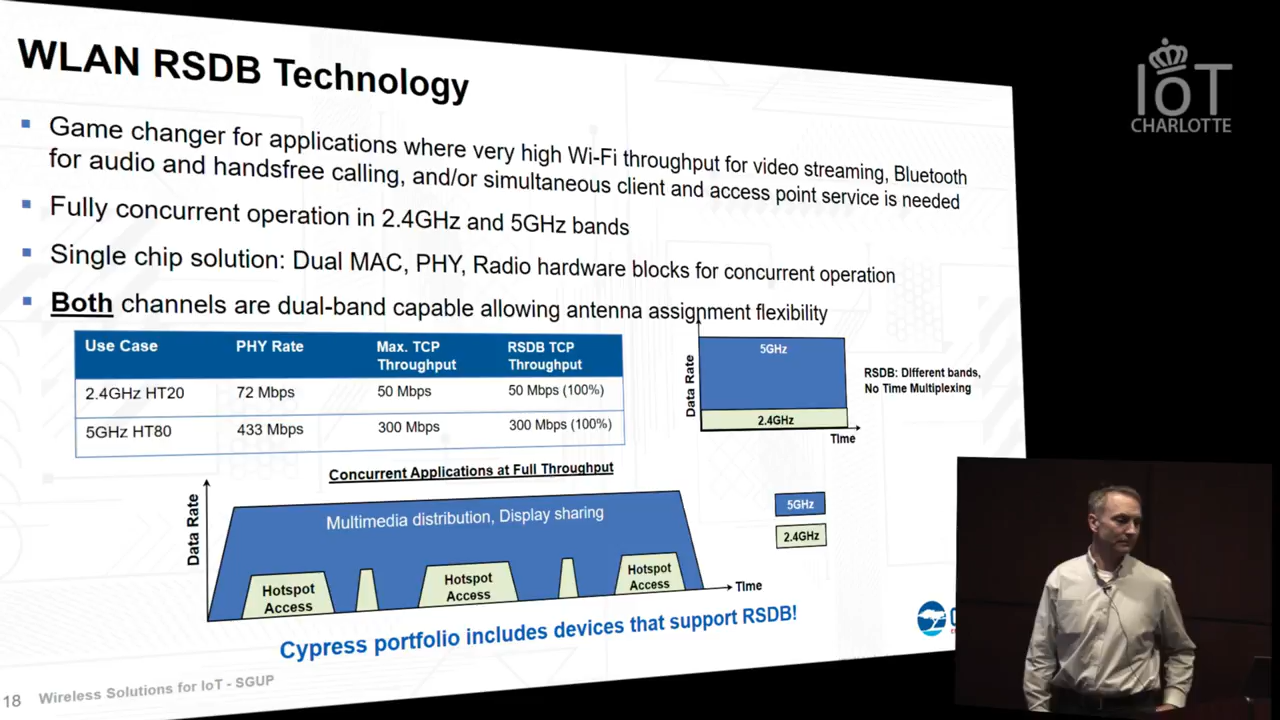 WLAN RSDB Technology
IoT
CHARLOTTE
Game changer for applications where very high Wi-Fi throughput for video streaming, Bluetooth
for audio and handsfree calling, and/or simultaneous client and access point service is needed
Fully concurrent operation in 2.4GHz and 5GHz bands
Single chip solution: Dual MAC, PHY, Radio hardware blocks for concurrent operation
Both channels are dual-band capable allowing antenna assignment flexibility
Use Case PHY Rate Max. TCP Throughput RSDB TCP Throughput
2.4GHz HT20 72 Mbps 50 Mbps 50 Mbps (100%)
5GHz HT80 433 Mbps 300 Mbps 300 Mbps (100%)
Data Rate
5GHz
2.4GHz
Time
RSDB: Different bands,
No Time Multiplexing
Concurrent Applications at Full Throughput
Data Rate
Multimedia distribution, Display sharing
Hotspot
Access
Hotspot
Access
Hotspot
Access
Time
5GHz
2.4GHz
Cypress portfolio includes devices that support RSDB!
18 Wireless Solutions for IoT - SGUP